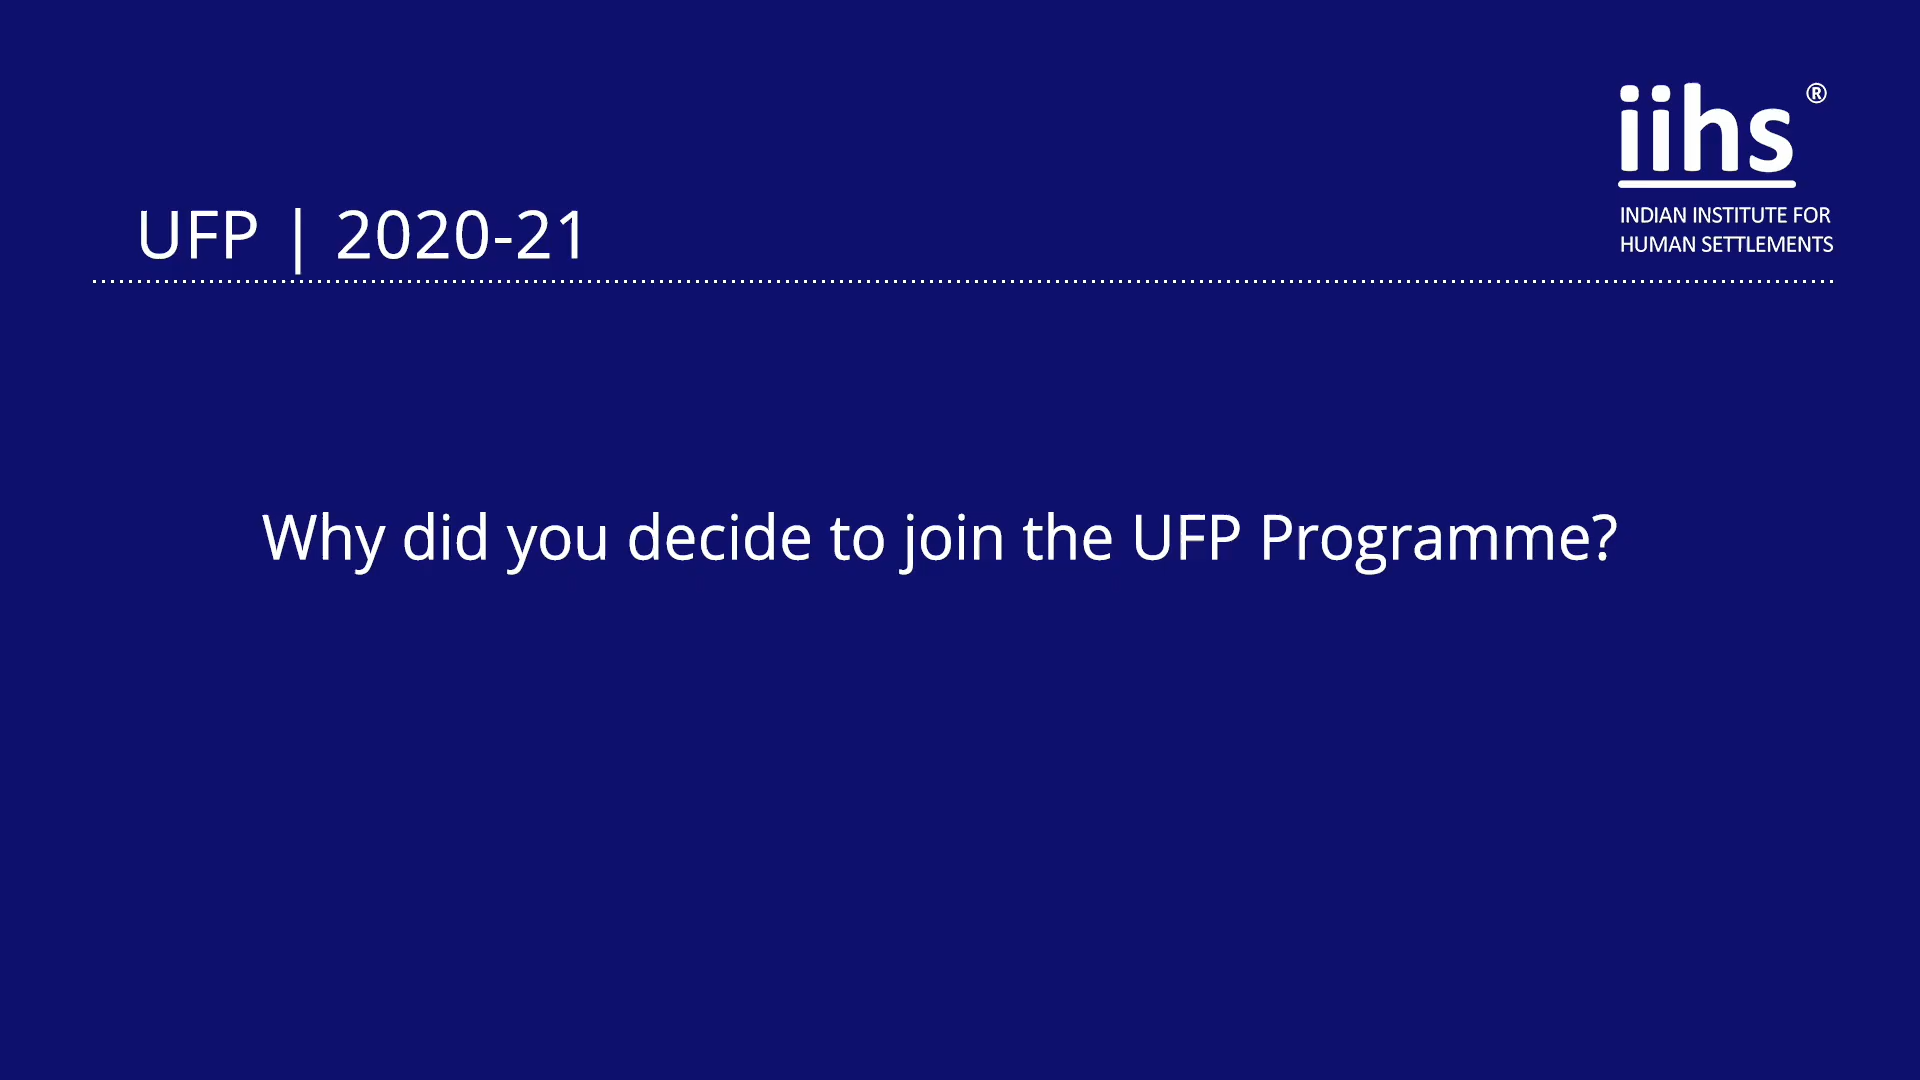 iihs®
INDIAN INSTITUTE FOR
HUMAN SETTLEMENTS
UFP | 2020-21
Why did you decide to join the UFP Programme?